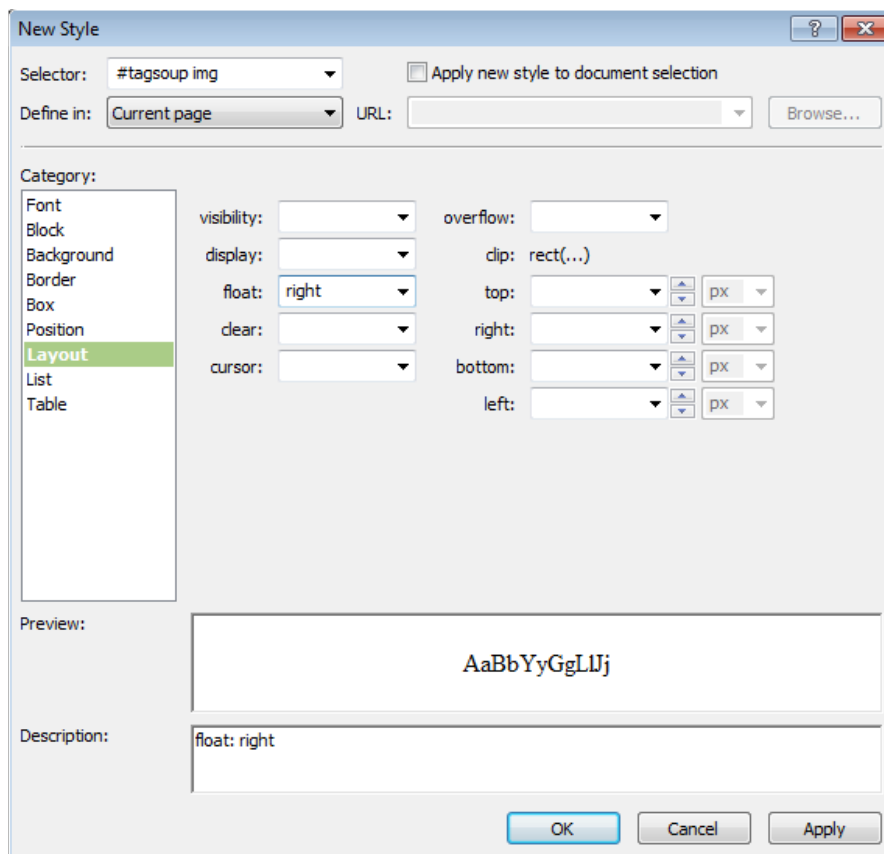 New Style
Selector: #tagsoup img Apply new style to document selection
Define in: Current page URL: Browse...
Category:
Font
Block
Background
Border
Box
Position
Layout
List
Table
visibility: overflow:
display: clip: rect(...)
float: right top: px
clear: right: px
cursor: bottom: px
left: px
Preview:
AaBbYyGgLlJj
Description:
float: right
OK Cancel Apply